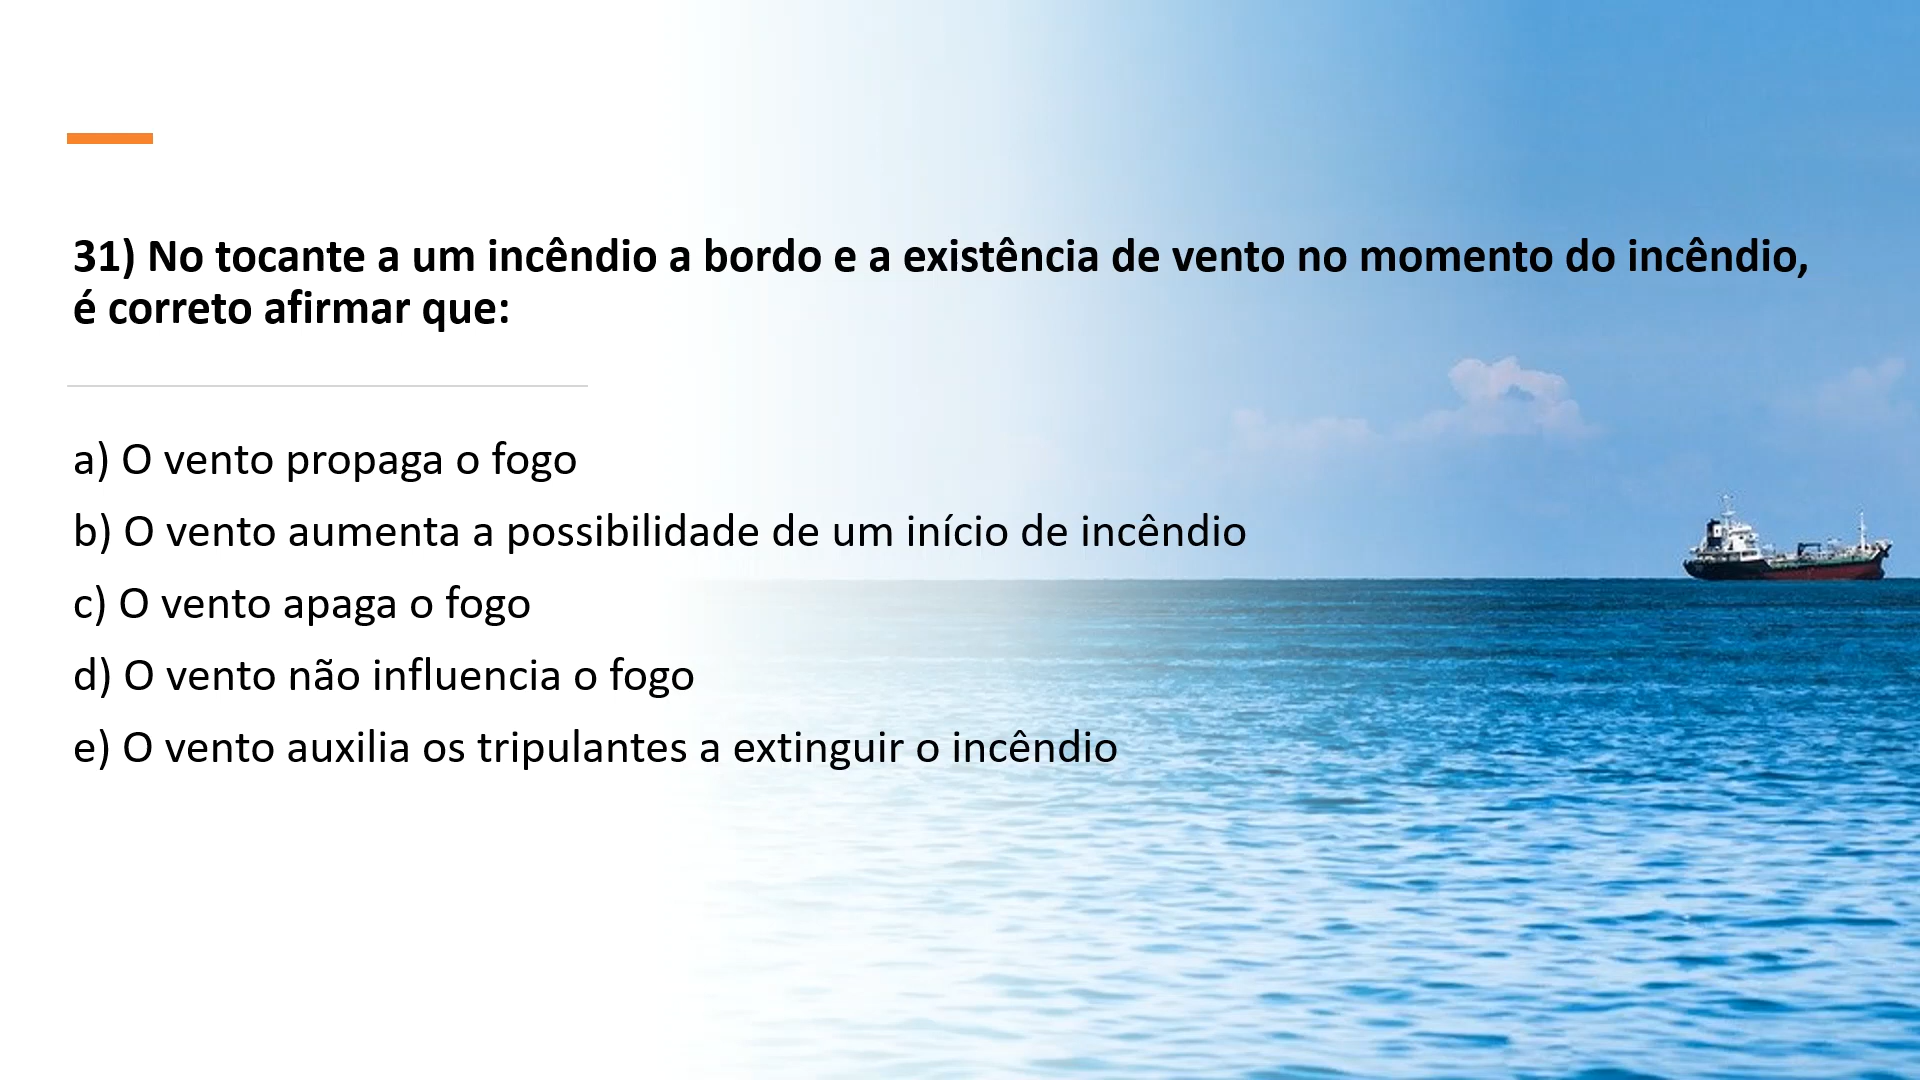 31) No tocante a um incêndio a bordo e a existência de vento no momento do incêndio,
é correto afirmar que:
a) O vento propaga o fogo
b) O vento aumenta a possibilidade de um início de incêndio
c) O vento apaga o fogo
d) O vento não influencia o fogo
e) O vento auxilia os tripulantes a extinguir o incêndio